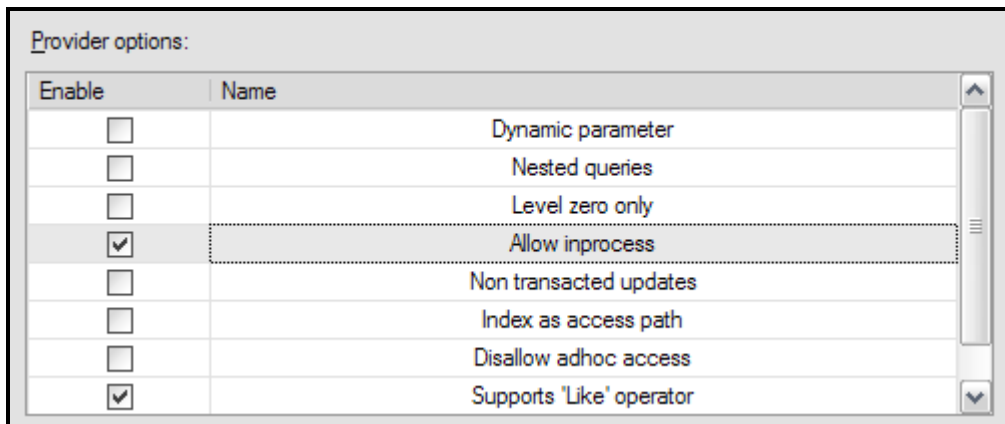 Provider options:
Enable Name
Dynamic parameter
Nested queries
Level zero only
Allow inprocess
Non transacted updates
Index as access path
Disallow adhoc access
Supports 'Like' operator